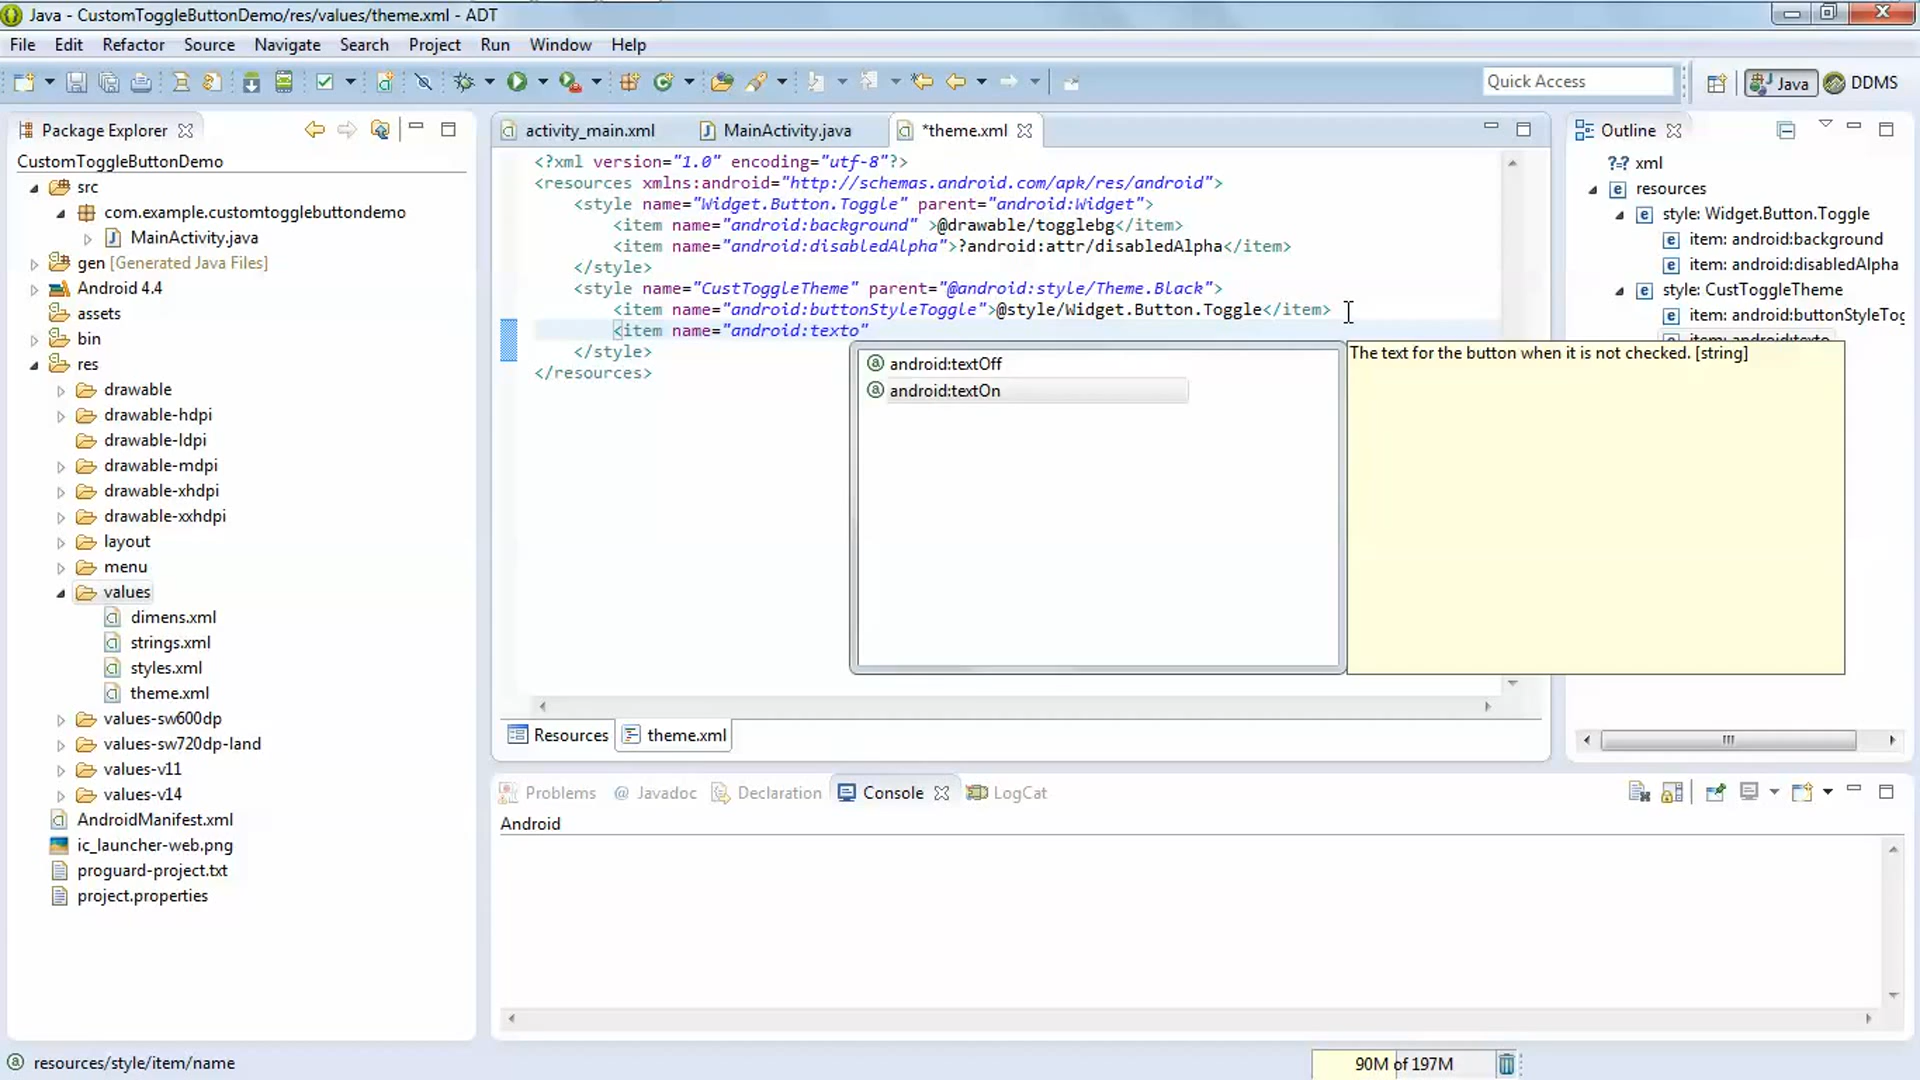 Java - CustomToggleButtonDemo/res/values/theme.xml - ADT
File Edit Refactor Source Navigate Search Project Run Window Help
Quick Access
Java
DDMS
Package Explorer
CustomToggleButtonDemo
src
com.example.customtogglebuttondemo
MainActivity.java
gen [Generated Java Files]
Android 4.4
assets
bin
res
drawable
drawable-hdpi
drawable-ldpi
drawable-mdpi
drawable-xhdpi
drawable-xxhdpi
layout
menu
values
dimens.xml
strings.xml
styles.xml
theme.xml
values-sw600dp
values-sw720dp-land
values-v11
values-v14
AndroidManifest.xml
ic_launcher-web.png
proguard-project.txt
project.properties
activity_main.xml MainActivity.java *theme.xml
<?xml version="1.0" encoding="utf-8"?>
<resources xmlns:android="http://schemas.android.com/apk/res/android">
<style name="Widget.Button.Toggle" parent="android:Widget">
<item name="android:background" >@drawable/togglebg</item>
<item name="android:disabledAlpha">?android:attr/disabledAlpha</item>
</style>
<style name="CustToggleTheme" parent="@android:style/Theme.Black">
<item name="android:buttonStyleToggle">@style/Widget.Button.Toggle</item>
<item name="android:texto"
</style>
</resources>
android:textOff
android:textOn
The text for the button when it is not checked. [string]
Resources theme.xml
Outline
?-? xml
resources
style: Widget.Button.Toggle
item: android:background
item: android:disabledAlpha
style: CustToggleTheme
item: android:buttonStyleTog
item: android:texto
Problems @ Javadoc Declaration Console LogCat
Android
resources/style/item/name
90M of 197M